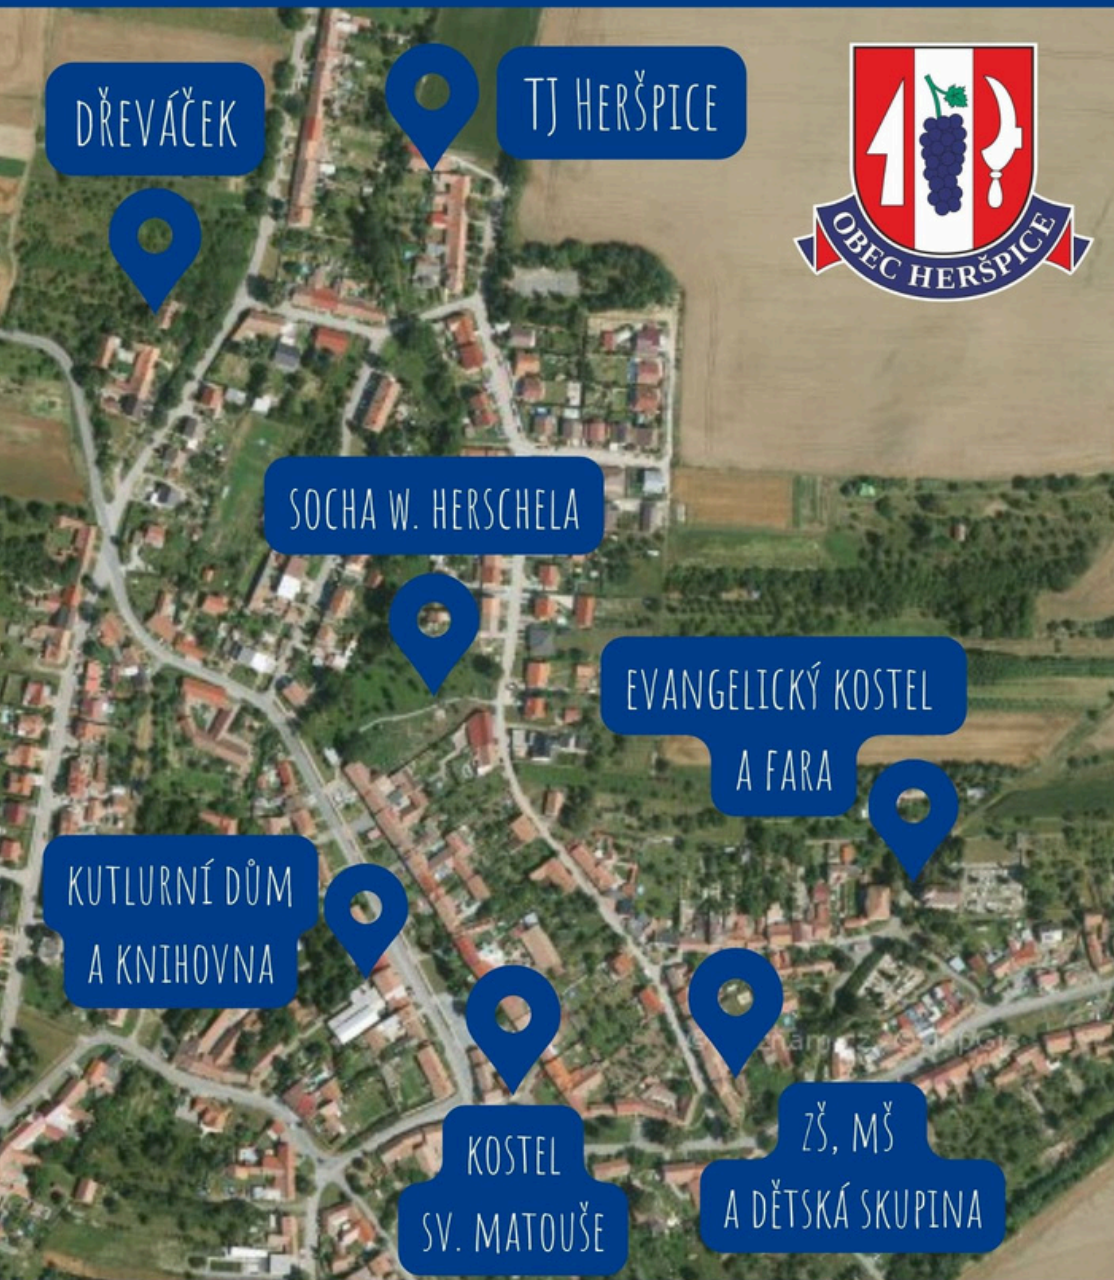 DŘEVÁČEK
TJ HERŠPICE
OBEC HERŠPICE
SOCHA W. HERSCHELA
EVANGELICKÝ KOSTEL
A FARA
KUTLURNÍ DŮM
A KNIHOVNA
KOSTEL
SV. MATOUŠE
ZŠ, MŠ
A DĚTSKÁ SKUPINA